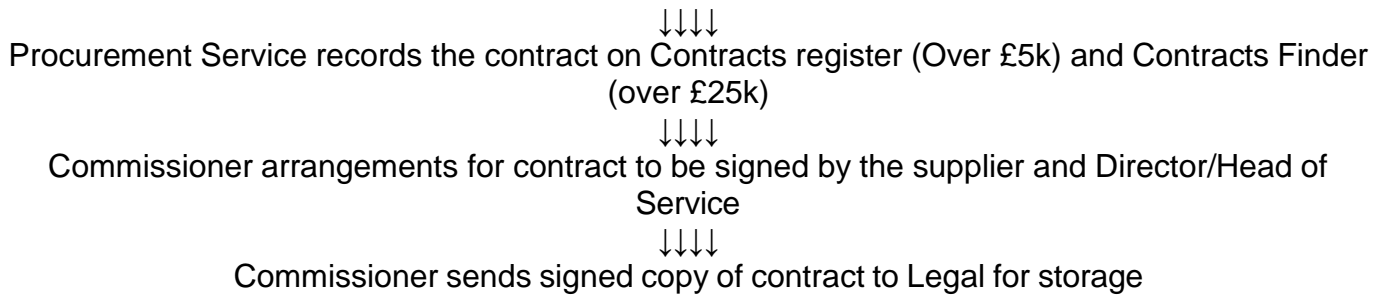 ↓↓↓↓
Procurement Service records the contract on Contracts register (Over £5k) and Contracts Finder
(over £25k)
↓↓↓↓
Commissioner arrangements for contract to be signed by the supplier and Director/Head of
Service
↓↓↓↓
Commissioner sends signed copy of contract to Legal for storage